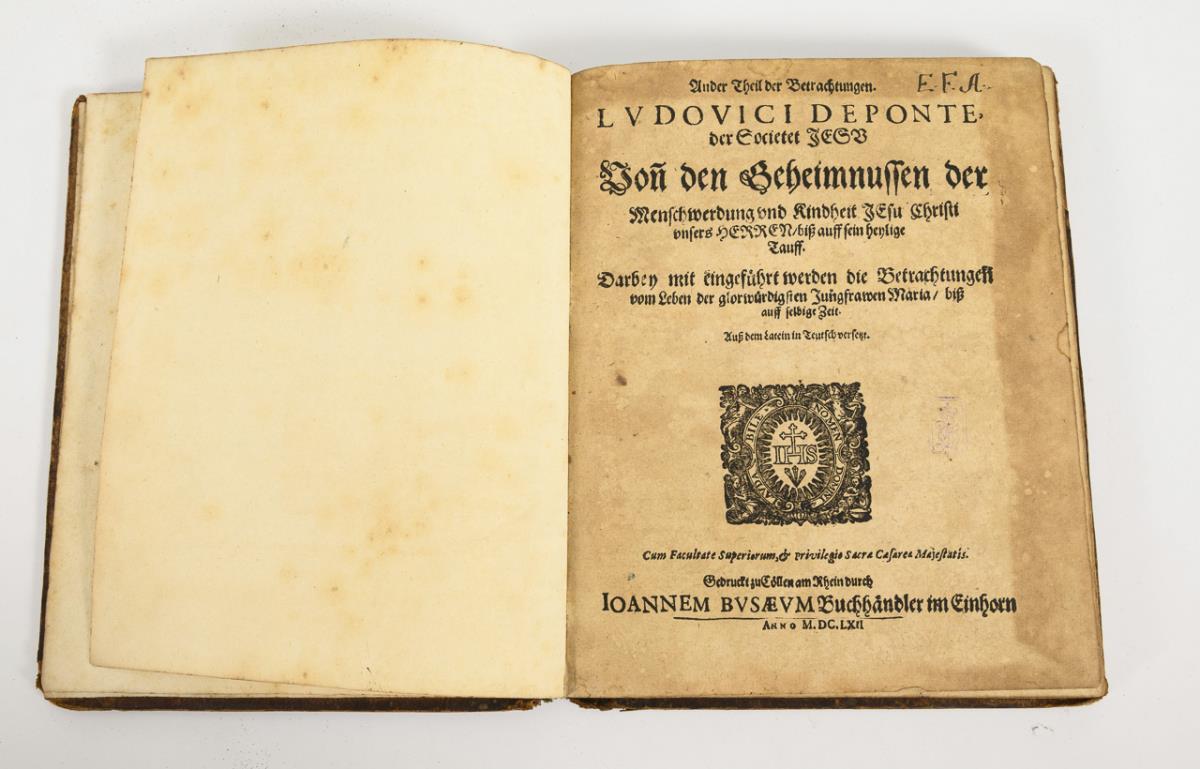 Ander Theil der Betrachtungen.
E. F. A.
LVDOVICI DEPONTE,
der Societet JESV
Von̄ den Geheimnussen der
Menschwerdung vnd Kindheit JEsu Christi
vnsers HERREN/biß auff sein heylige
Tauff.
Darbey mit eingeführt werden die Betrachtungen
vom Leben der glorwürdigsten Jungfrawen Maria/ biß
auff selbige Zeit.
Auß dem Latein in Teutsch versetzt.
LAVDABILE NOMEN DOMINI
IHS
Cum Facultate Superiorum, & privilegio Sacræ Cæsareæ Majestatis.
Gedruckt zu Cöllen am Rhein durch
IOANNEM BVSÆVM Buchhändler im Einhorn
ANNO M.DC.LXII